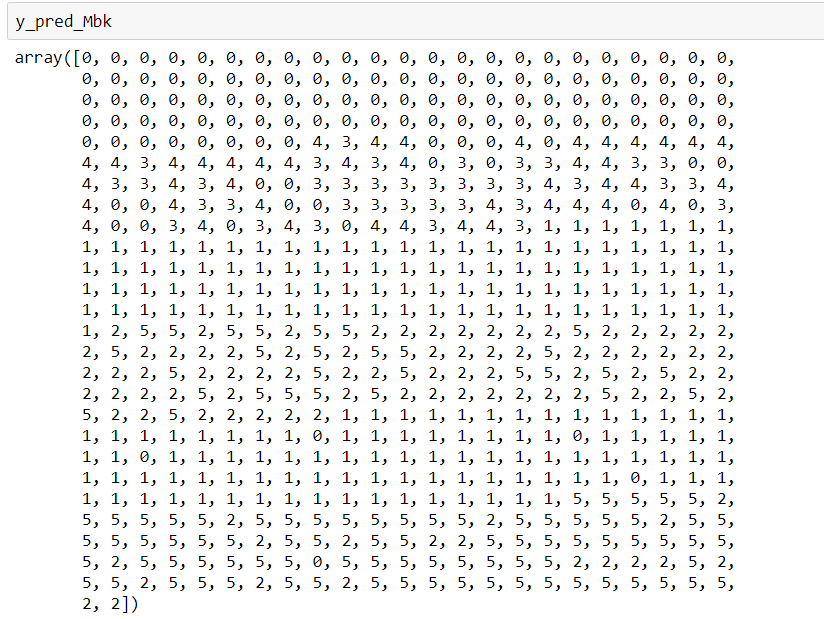 y_pred_Mbk
array([0, 0, 0, 0, 0, 0, 0, 0, 0, 0, 0, 0, 0, 0, 0, 0, 0, 0, 0, 0, 0, 0, 0,
0, 0, 0, 0, 0, 0, 0, 0, 0, 0, 0, 0, 0, 0, 0, 0, 0, 0, 0, 0, 0, 0,
0, 0, 0, 0, 0, 0, 0, 0, 0, 0, 0, 0, 0, 0, 0, 0, 0, 0, 0, 0, 0, 0, 0,
0, 0, 0, 0, 0, 0, 0, 0, 0, 0, 0, 0, 0, 0, 0, 0, 0, 0, 0, 0, 0, 0, 0,
0, 0, 0, 0, 0, 0, 0, 0, 4, 3, 4, 4, 0, 0, 0, 4, 0, 4, 4, 4, 4, 4, 4,
4, 4, 3, 4, 4, 4, 4, 4, 3, 4, 3, 4, 0, 3, 0, 3, 3, 4, 4, 3, 3, 0, 0,
4, 3, 3, 4, 3, 4, 0, 0, 3, 3, 3, 3, 3, 3, 3, 3, 4, 3, 4, 4, 3, 3, 4,
4, 0, 0, 4, 3, 3, 4, 0, 0, 3, 3, 3, 3, 3, 4, 3, 4, 4, 4, 0, 4, 0, 3,
4, 0, 0, 3, 4, 0, 3, 4, 3, 0, 4, 4, 3, 4, 4, 3, 1, 1, 1, 1, 1, 1, 1,
1, 1, 1, 1, 1, 1, 1, 1, 1, 1, 1, 1, 1, 1, 1, 1, 1, 1, 1, 1, 1, 1, 1,
1, 1, 1, 1, 1, 1, 1, 1, 1, 1, 1, 1, 1, 1, 1, 1, 1, 1, 1, 1, 1, 1, 1,
1, 1, 1, 1, 1, 1, 1, 1, 1, 1, 1, 1, 1, 1, 1, 1, 1, 1, 1, 1, 1, 1, 1,
1, 1, 1, 1, 1, 1, 1, 1, 1, 1, 1, 1, 1, 1, 1, 1, 1, 1, 1, 1, 1, 1, 1,
1, 2, 5, 5, 2, 5, 5, 2, 5, 5, 2, 2, 2, 2, 2, 2, 2, 5, 2, 2, 2, 2, 2,
2, 5, 2, 2, 2, 2, 5, 2, 5, 2, 5, 5, 2, 2, 2, 2, 5, 2, 2, 2, 2, 2, 2,
2, 2, 2, 5, 2, 2, 2, 2, 5, 2, 2, 5, 2, 2, 2, 5, 5, 2, 5, 2, 5, 2, 2,
2, 2, 2, 2, 5, 2, 5, 5, 5, 2, 5, 2, 2, 2, 2, 2, 2, 2, 5, 2, 2, 5, 2,
5, 2, 2, 5, 2, 2, 2, 2, 2, 1, 1, 1, 1, 1, 1, 1, 1, 1, 1, 1, 1, 1, 1,
1, 1, 1, 1, 1, 1, 1, 1, 0, 1, 1, 1, 1, 1, 1, 1, 1, 0, 1, 1, 1, 1, 1,
1, 1, 0, 1, 1, 1, 1, 1, 1, 1, 1, 1, 1, 1, 1, 1, 1, 1, 1, 1, 1, 1, 1,
1, 1, 1, 1, 1, 1, 1, 1, 1, 1, 1, 1, 1, 1, 1, 1, 1, 1, 1, 0, 1, 1, 1,
1, 1, 1, 1, 1, 1, 1, 1, 1, 1, 1, 1, 1, 1, 1, 1, 1, 5, 5, 5, 5, 5, 2,
5, 5, 5, 5, 5, 2, 5, 5, 5, 5, 5, 5, 5, 5, 2, 5, 5, 5, 5, 5, 2, 5, 5,
5, 5, 5, 5, 5, 5, 2, 5, 5, 2, 5, 5, 2, 2, 5, 5, 5, 5, 5, 5, 5, 5, 5,
5, 2, 5, 5, 5, 5, 5, 5, 0, 5, 5, 5, 5, 5, 5, 5, 5, 2, 2, 2, 2, 5, 2,
5, 5, 2, 5, 5, 5, 2, 5, 5, 2, 5, 5, 5, 5, 5, 5, 5, 5, 5, 5, 5, 5, 5,
2, 2])